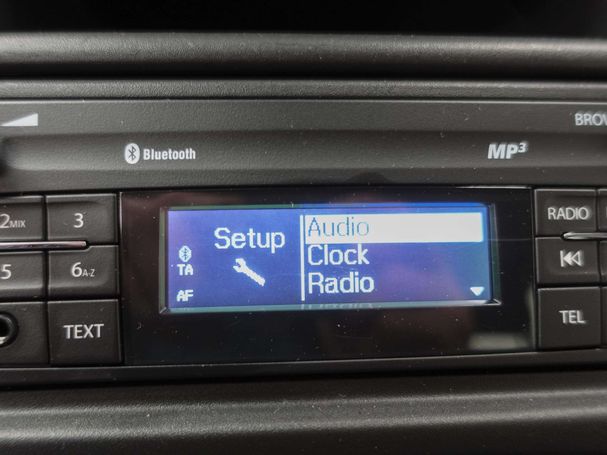 BROW
Bluetooth
MP3
2MIX
3
RADIO
5
6A-Z
TEXT
TEL
Setup
TA
AF
Audio
Clock
Radio